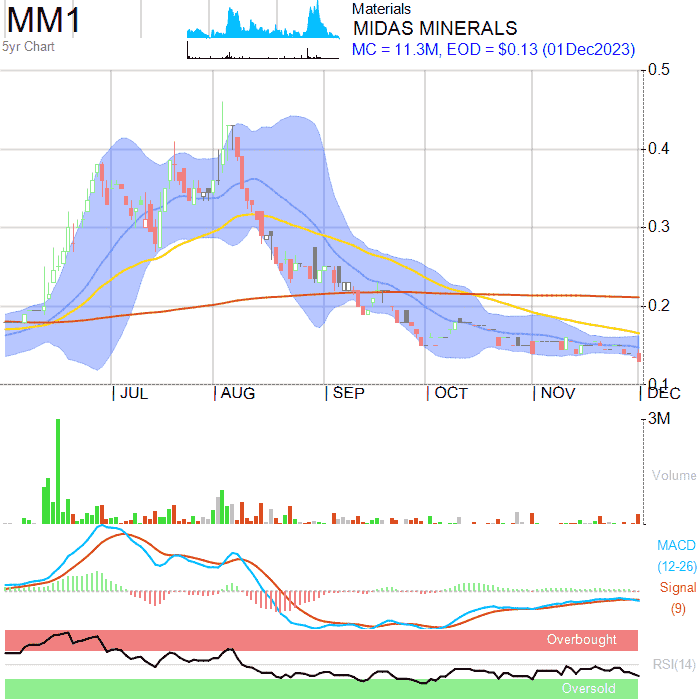 MM1
5yr Chart
Materials
MIDAS MINERALS
MC = 11.3M, EOD = $0.13 (01Dec2023)
0.5
0.4
0.3
0.2
0.1
JUL AUG SEP OCT NOV DEC
3M
Volume
MACD
(12-26)
Signal
(9)
Overbought
RSI(14)
Oversold